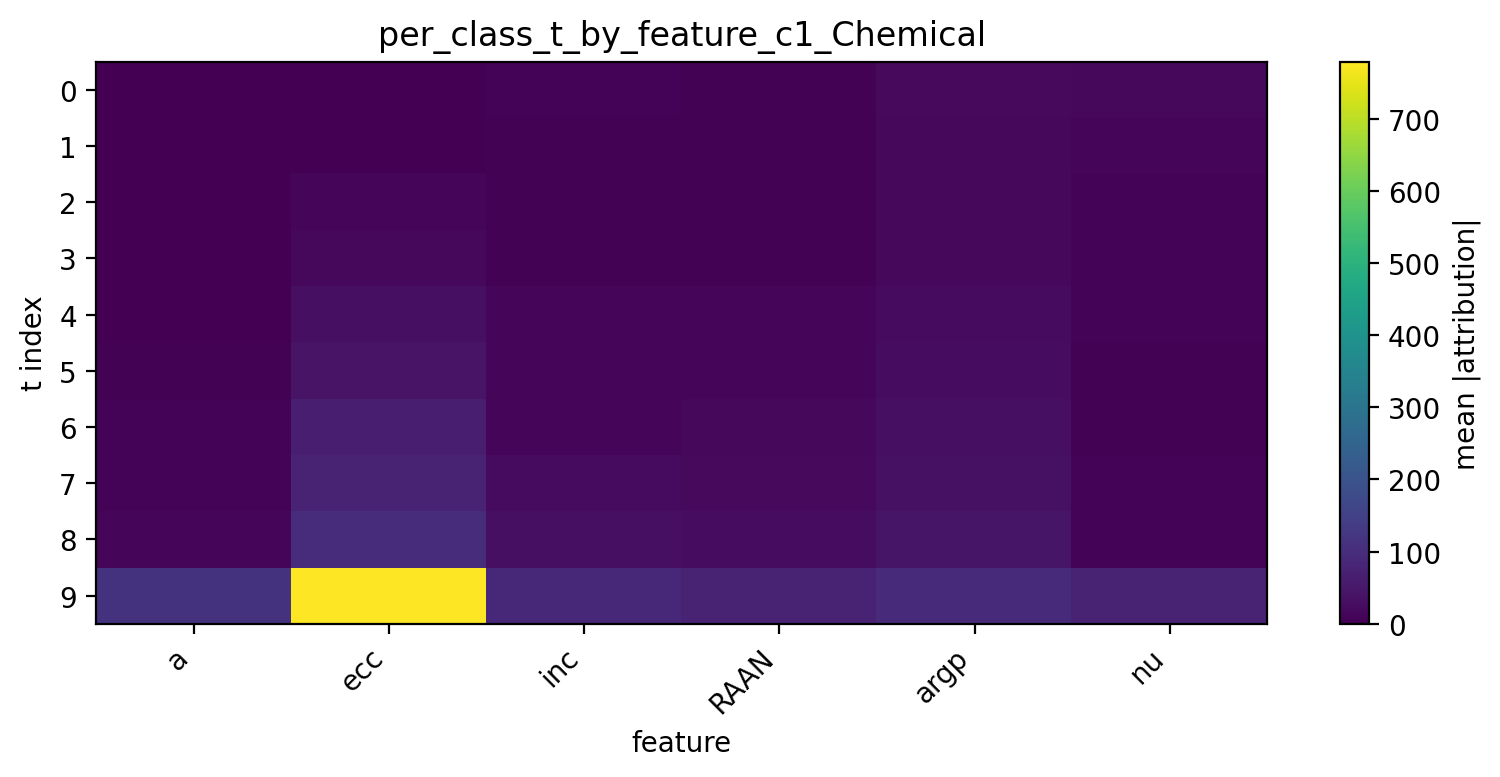 per_class_t_by_feature_c1_Chemical
t index
0
1
2
3
4
5
6
7
8
9
a
ecc
inc
RAAN
argp
nu
feature
700
600
500
400
300
200
100
0
mean |attribution|